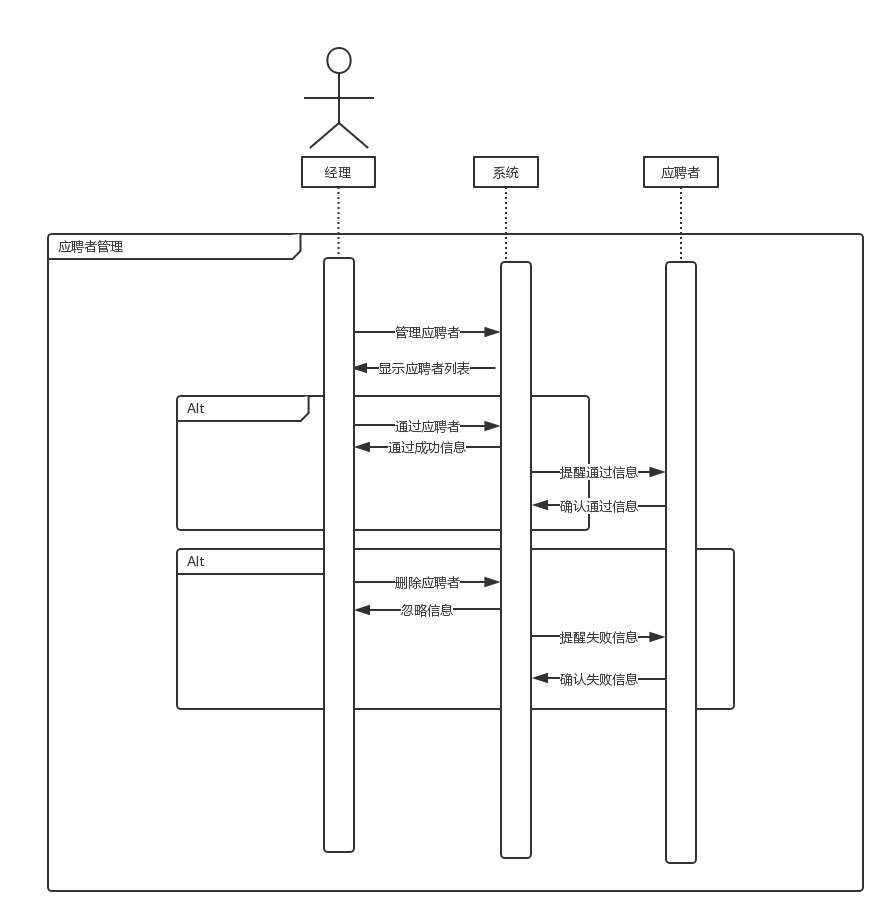 经理
系统
应聘者
应聘者管理
管理应聘者
显示应聘者列表
Alt
通过应聘者
通过成功信息
提醒通过信息
确认通过信息
Alt
删除应聘者
忽略信息
提醒失败信息
确认失败信息